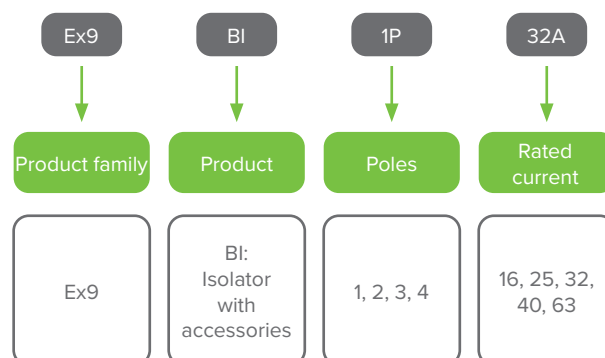 Ex9
BI
1P
32A
Product family
Product
Poles
Rated
current
Ex9
BI:
Isolator
with
accessories
1, 2, 3, 4
16, 25, 32,
40, 63